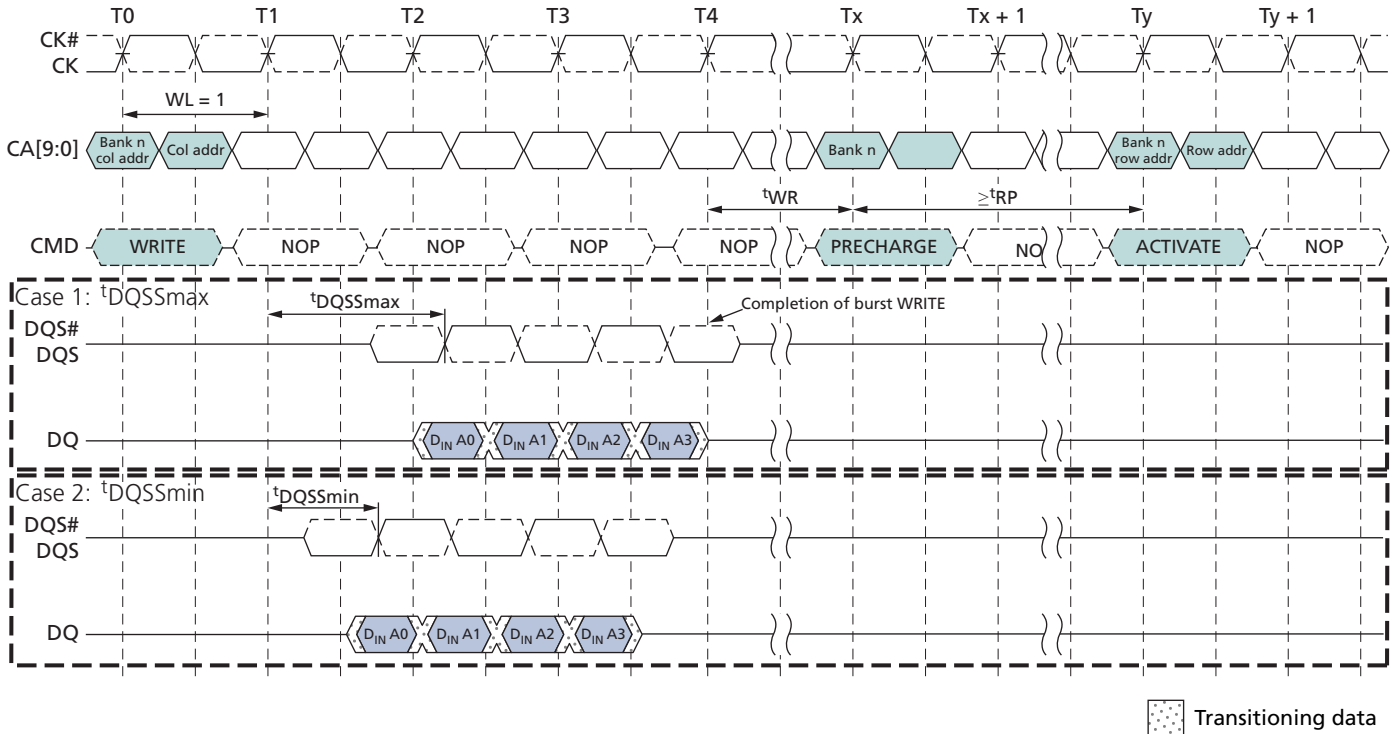 T0 T1 T2 T3 T4 Tx Tx + 1 Ty Ty + 1
CK#
CK
WL = 1
CA[9:0] Bank n col addr Col addr Bank n Bank n row addr Row addr
tWR ≥tRP
CMD WRITE NOP NOP NOP NOP PRECHARGE NO ACTIVATE NOP
Case 1: tDQSSmax
tDQSSmax
Completion of burst WRITE
DQS#
DQS
DQ DIN A0 DIN A1 DIN A2 DIN A3
Case 2: tDQSSmin
tDQSSmin
DQS#
DQS
DQ DIN A0 DIN A1 DIN A2 DIN A3
Transitioning data